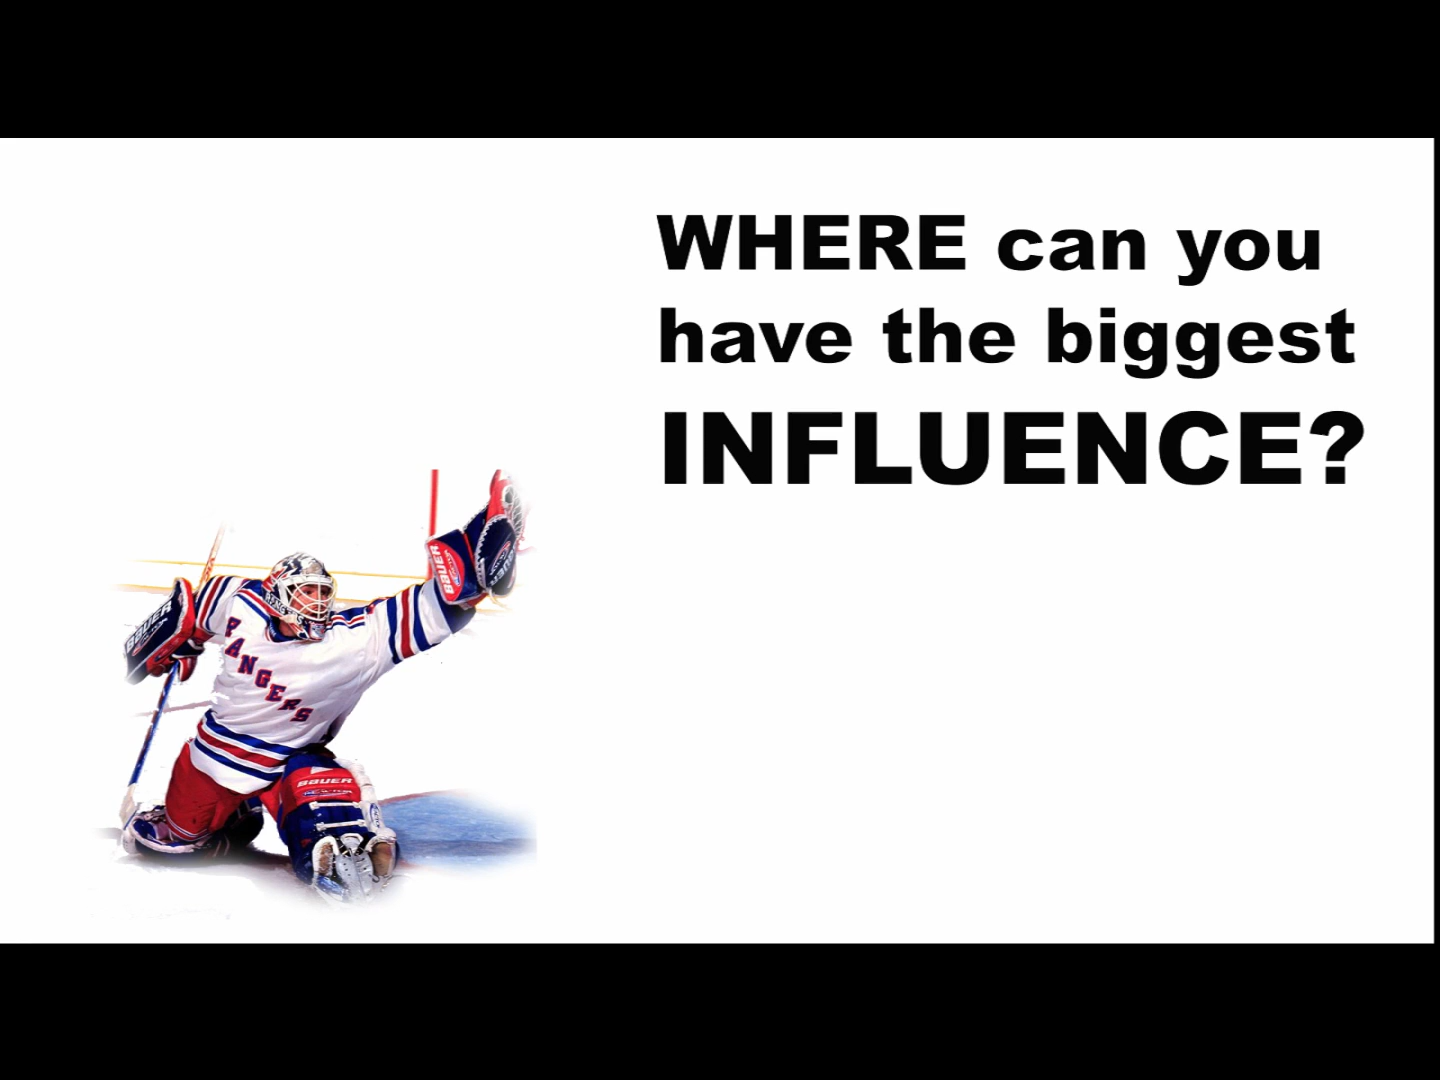 WHERE can you
have the biggest
INFLUENCE?
BAUER
BAUER
RANGERS
BAUER